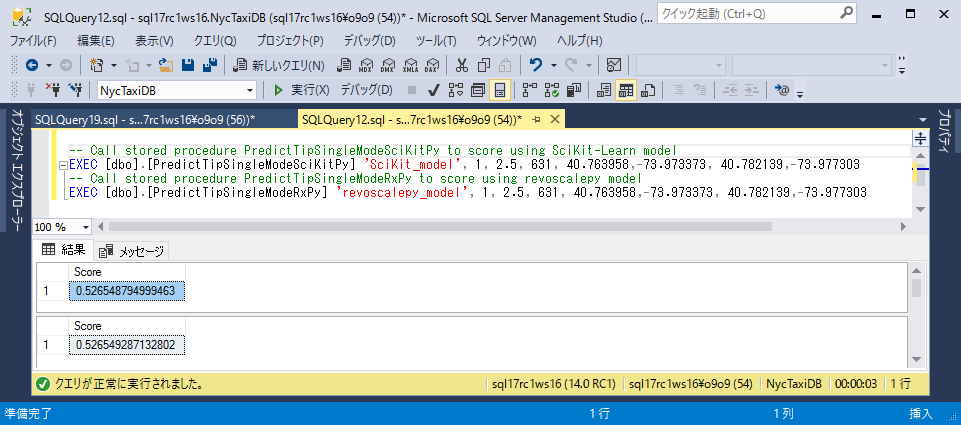 SQLQuery12.sql - sql17rc1ws16.NycTaxiDB (sql17rc1ws16¥o9o9 (54))* - Microsoft SQL Server Management Studio (...
クイック起動 (Ctrl+Q)
ファイル(F) 編集(E) 表示(V) クエリ(Q) プロジェクト(P) デバッグ(D) ツール(T) ウィンドウ(W) ヘルプ(H)
新しいクエリ(N) MDX DMX XMLA DAX
NycTaxiDB 実行(X) デバッグ(D)
オブジェクト エクスプローラー
SQLQuery19.sql - s...7rc1ws16¥o9o9 (56))* SQLQuery12.sql - s...7rc1ws16¥o9o9 (54))*
プロパティ
-- Call stored procedure PredictTipSingleModeSciKitPy to score using SciKit-Learn model
EXEC [dbo].[PredictTipSingleModeSciKitPy] 'SciKit_model', 1, 2.5, 631, 40.763958,-73.973373, 40.782139,-73.977303
-- Call stored procedure PredictTipSingleModeRxPy to score using revoscalepy model
EXEC [dbo].[PredictTipSingleModeRxPy] 'revoscalepy_model', 1, 2.5, 631, 40.763958,-73.973373, 40.782139,-73.977303
100 %
結果 メッセージ
Score
1 0.526548794999463
Score
1 0.526549287132802
クエリが正常に実行されました。 sql17rc1ws16 (14.0 RC1) sql17rc1ws16¥o9o9 (54) NycTaxiDB 00:00:03 1 行
準備完了 1 行 1 列 挿入